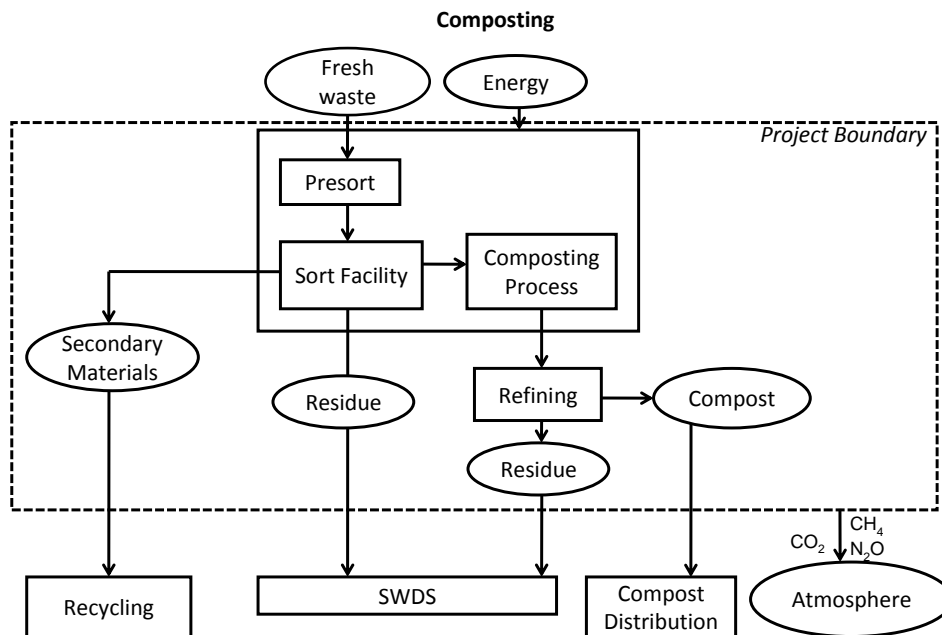 Composting
Fresh
waste
Energy
Project Boundary
Presort
Sort Facility
Composting
Process
Secondary
Materials
Residue
Refining
Compost
Residue
CO₂
CH₄
N₂O
Recycling
SWDS
Compost
Distribution
Atmosphere